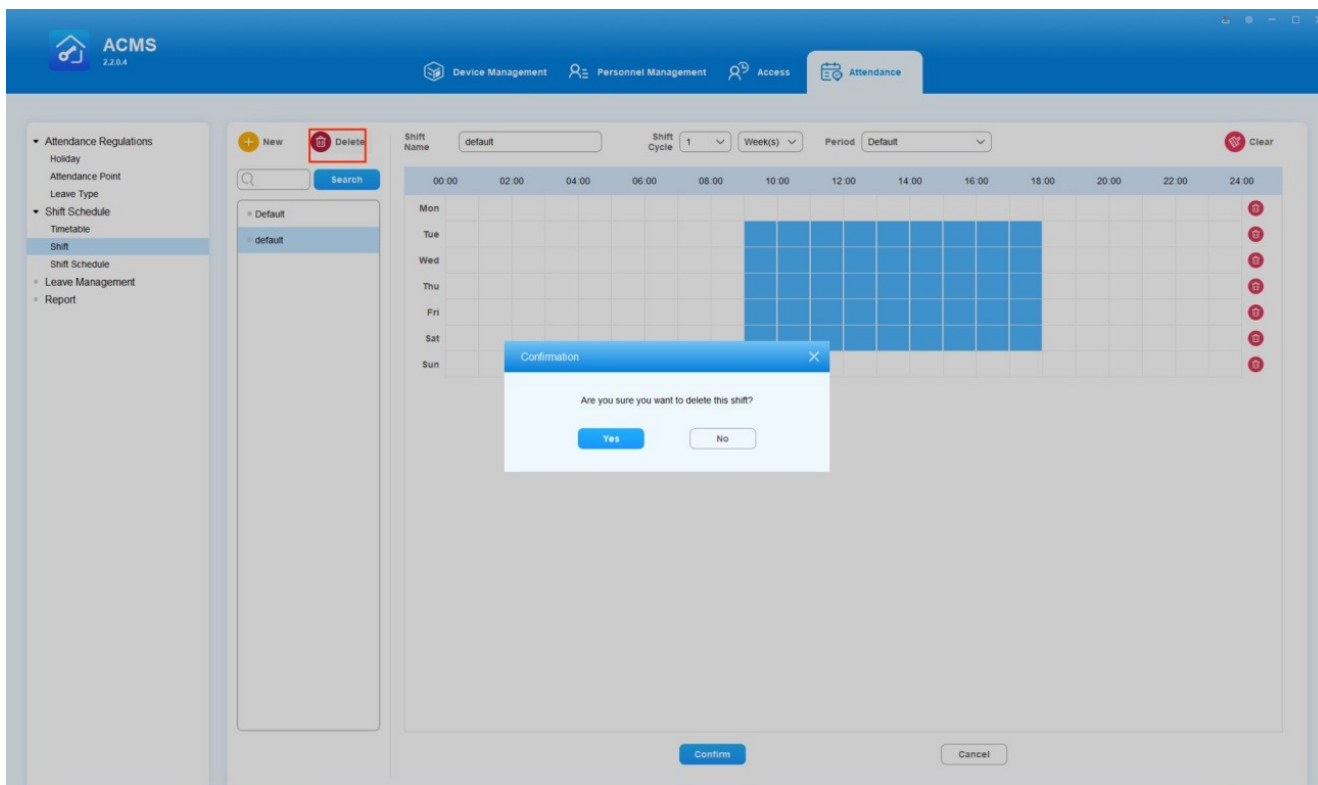 ACMS
2.2.0.4
Device Management
Personnel Management
Access
Attendance
Attendance Regulations
Holiday
Attendance Point
Leave Type
Shift Schedule
Timetable
Shift
Shift Schedule
Leave Management
Report
New
Delete
Search
Default
default
Shift Name
default
Shift Cycle
1
Week(s)
Period
Default
Clear
00:00 02:00 04:00 06:00 08:00 10:00 12:00 14:00 16:00 18:00 20:00 22:00 24:00
Mon
Tue
Wed
Thu
Fri
Sat
Sun
Confirmation
Are you sure you want to delete this shift?
Yes
No
Confirm
Cancel